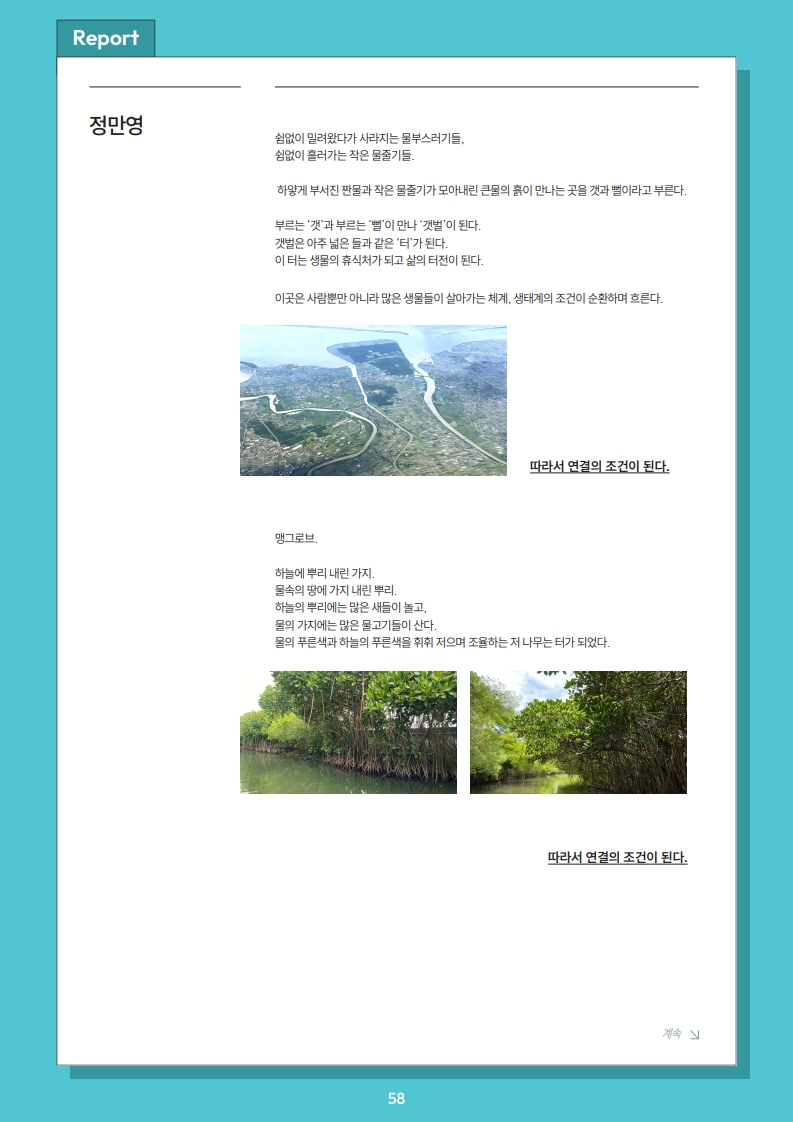 Report
정만영
쉼없이 밀려왔다가 사라지는 물부스러기들,
쉼없이 흘러가는 작은 물줄기들.
하얗게 부서진 짠물과 작은 물줄기가 모아내린 큰물의 흙이 만나는 곳을 갯과 뻘이라고 부른다.
부르는 ‘갯’과 부르는 ‘뻘’이 만나 ‘갯벌’이 된다.
갯벌은 아주 넓은 들과 같은 ‘터’가 된다.
이 터는 생물의 휴식처가 되고 삶의 터전이 된다.
이곳은 사람뿐만 아니라 많은 생물들이 살아가는 체계, 생태계의 조건이 순환하며 흐른다.
따라서 연결의 조건이 된다.
맹그로브.
하늘에 뿌리 내린 가지.
물속의 땅에 가지 내린 뿌리.
하늘의 뿌리에는 많은 새들이 놀고,
물의 가지에는 많은 물고기들이 산다.
물의 푸른색과 하늘의 푸른색을 휘휘 저으며 조율하는 저 나무는 터가 되었다.
따라서 연결의 조건이 된다.
계속
58